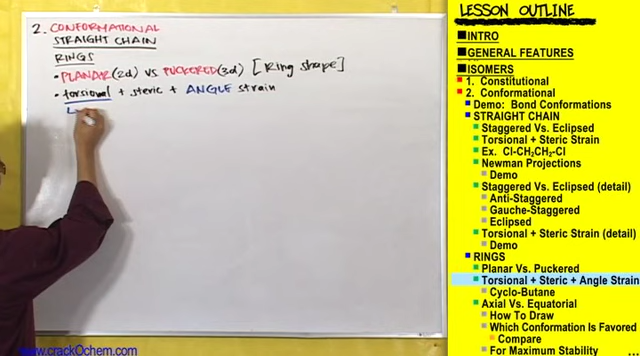 2. CONFORMATIONAL
STRAIGHT CHAIN
RINGS
• PLANAR (2d) VS PUCKERED (3d) [Ring shape]
• torsional + steric + ANGLE strain
www.crackOchem.com
LESSON OUTLINE
INTRO
GENERAL FEATURES
ISOMERS
1. Constitutional
2. Conformational
Demo: Bond Conformations
STRAIGHT CHAIN
Staggered Vs. Eclipsed
Torsional + Steric Strain
Ex. Cl-CH₂CH₂-Cl
Newman Projections
Demo
Staggered Vs. Eclipsed (detail)
Anti-Staggered
Gauche-Staggered
Eclipsed
Torsional + Steric Strain (detail)
Demo
RINGS
Planar Vs. Puckered
Torsional + Steric + Angle Strain
Cyclo-Butane
Axial Vs. Equatorial
How To Draw
Which Conformation Is Favored
Compare
For Maximum Stability
...